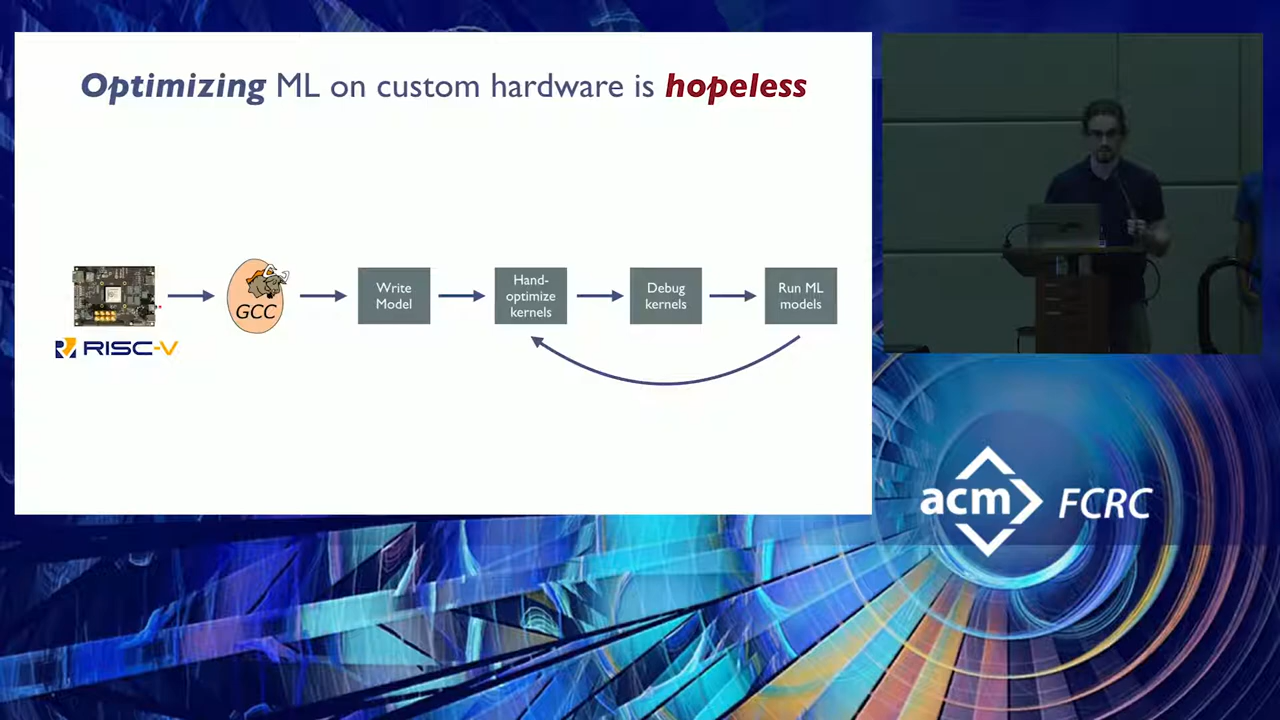 Optimizing ML on custom hardware is hopeless
GCC
RISC-V
Write
Model
Hand-
optimize
kernels
Debug
kernels
Run ML
models
acm FCRC